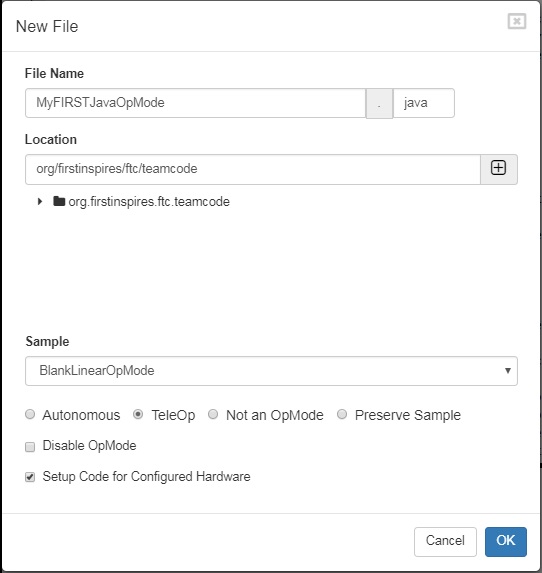 New File
File Name
MyFIRSTJavaOpMode . java
Location
org/firstinspires/ftc/teamcode
org.firstinspires.ftc.teamcode
Sample
BlankLinearOpMode
Autonomous TeleOp Not an OpMode Preserve Sample
Disable OpMode
Setup Code for Configured Hardware
Cancel OK